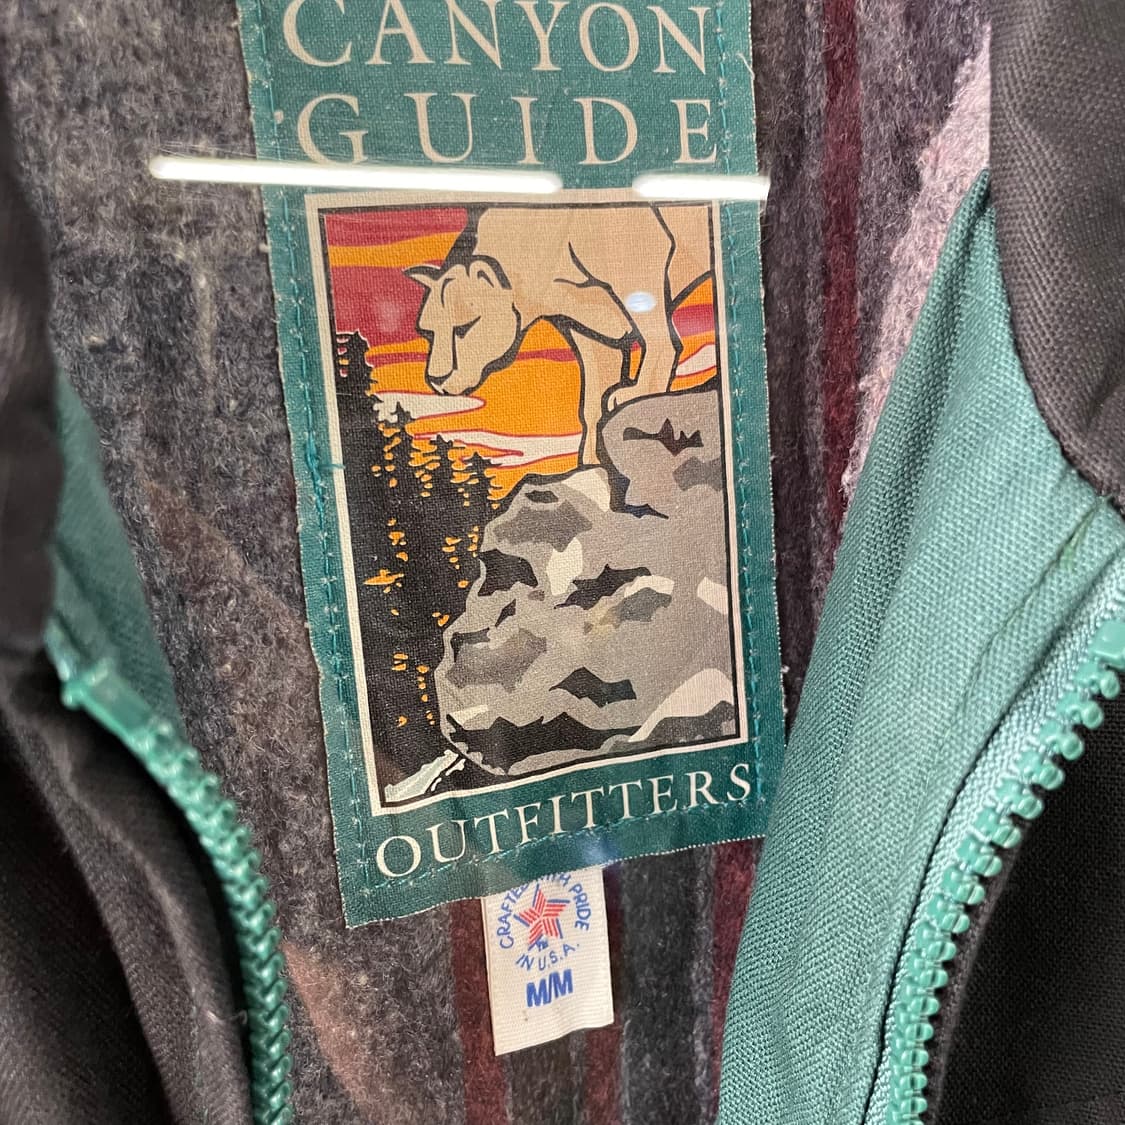 CANYON
GUIDE
OUTFITTERS
CRAFTED WITH PRIDE
IN U.S.A.
M/M